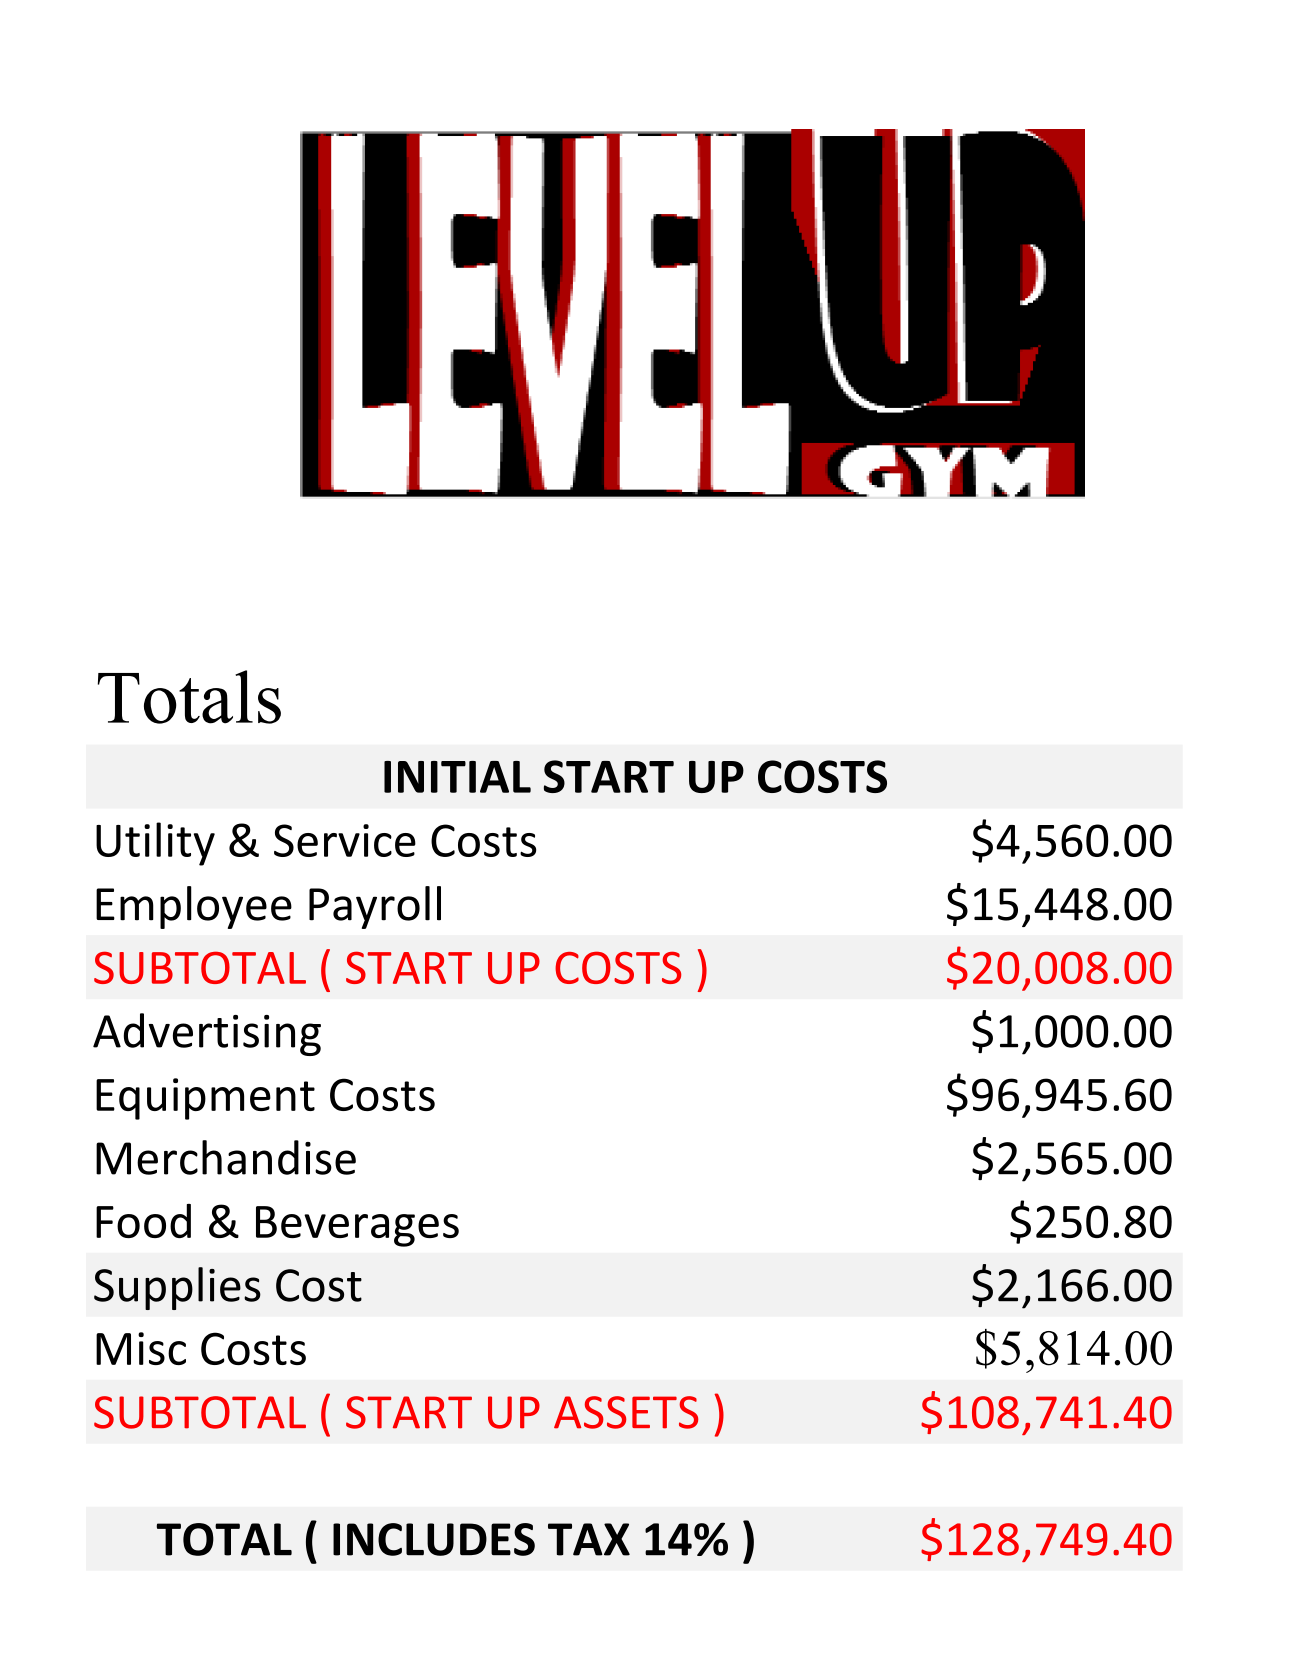 LEVEL UP
GYM
Totals
INITIAL START UP COSTS
Utility & Service Costs $4,560.00
Employee Payroll $15,448.00
SUBTOTAL ( START UP COSTS ) $20,008.00
Advertising $1,000.00
Equipment Costs $96,945.60
Merchandise $2,565.00
Food & Beverages $250.80
Supplies Cost $2,166.00
Misc Costs $5,814.00
SUBTOTAL ( START UP ASSETS ) $108,741.40
TOTAL ( INCLUDES TAX 14% ) $128,749.40